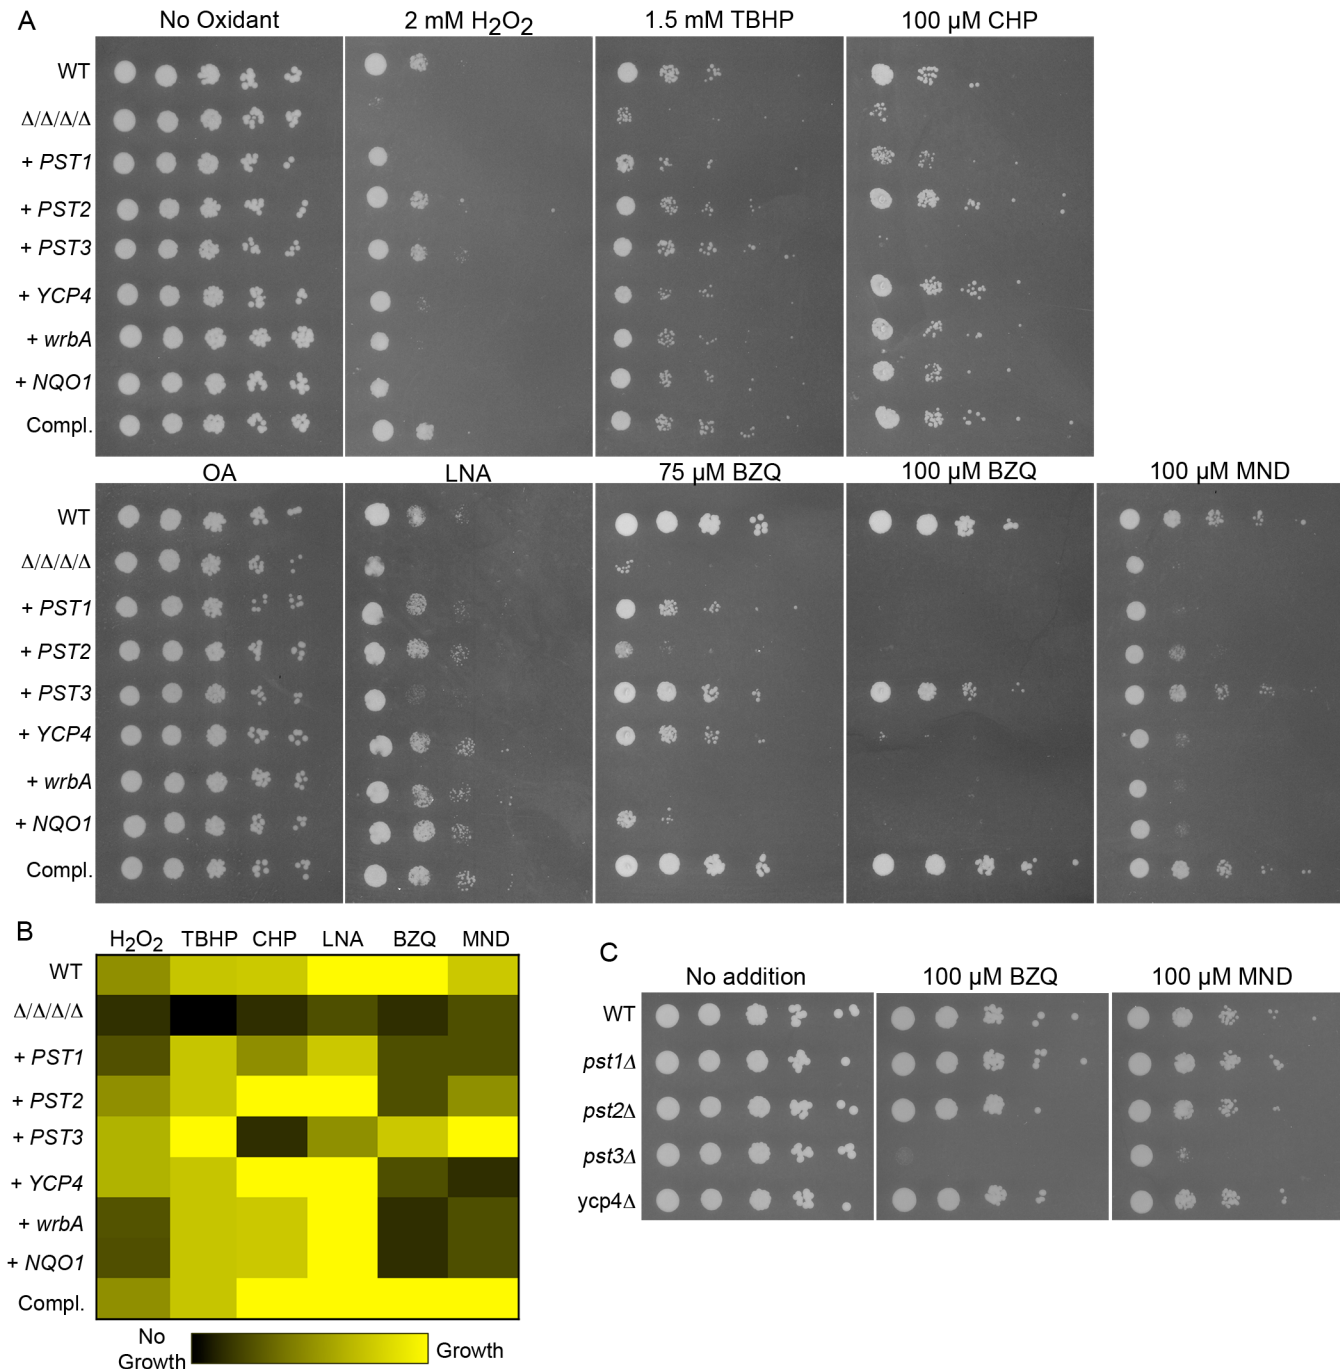 A
No Oxidant 2 mM H2O2 1.5 mM TBHP 100 µM CHP
WT
Δ/Δ/Δ/Δ
+ PST1
+ PST2
+ PST3
+ YCP4
+ wrbA
+ NQO1
Compl.
OA LNA 75 µM BZQ 100 µM BZQ 100 µM MND
WT
Δ/Δ/Δ/Δ
+ PST1
+ PST2
+ PST3
+ YCP4
+ wrbA
+ NQO1
Compl.
B
H2O2 TBHP CHP LNA BZQ MND
WT
Δ/Δ/Δ/Δ
+ PST1
+ PST2
+ PST3
+ YCP4
+ wrbA
+ NQO1
Compl.
No
Growth
Growth
C
No addition 100 µM BZQ 100 µM MND
WT
pst1Δ
pst2Δ
pst3Δ
ycp4Δ